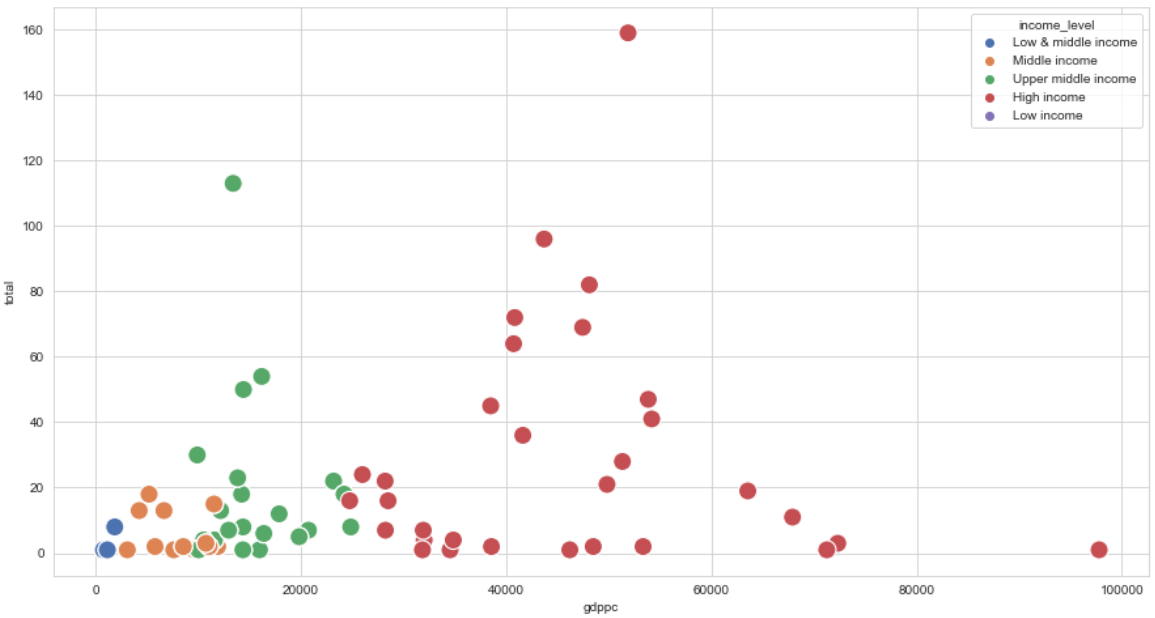 160
140
120
100
80
60
40
20
0
total
0 20000 40000 60000 80000 100000
gdppc
income_level
Low & middle income
Middle income
Upper middle income
High income
Low income